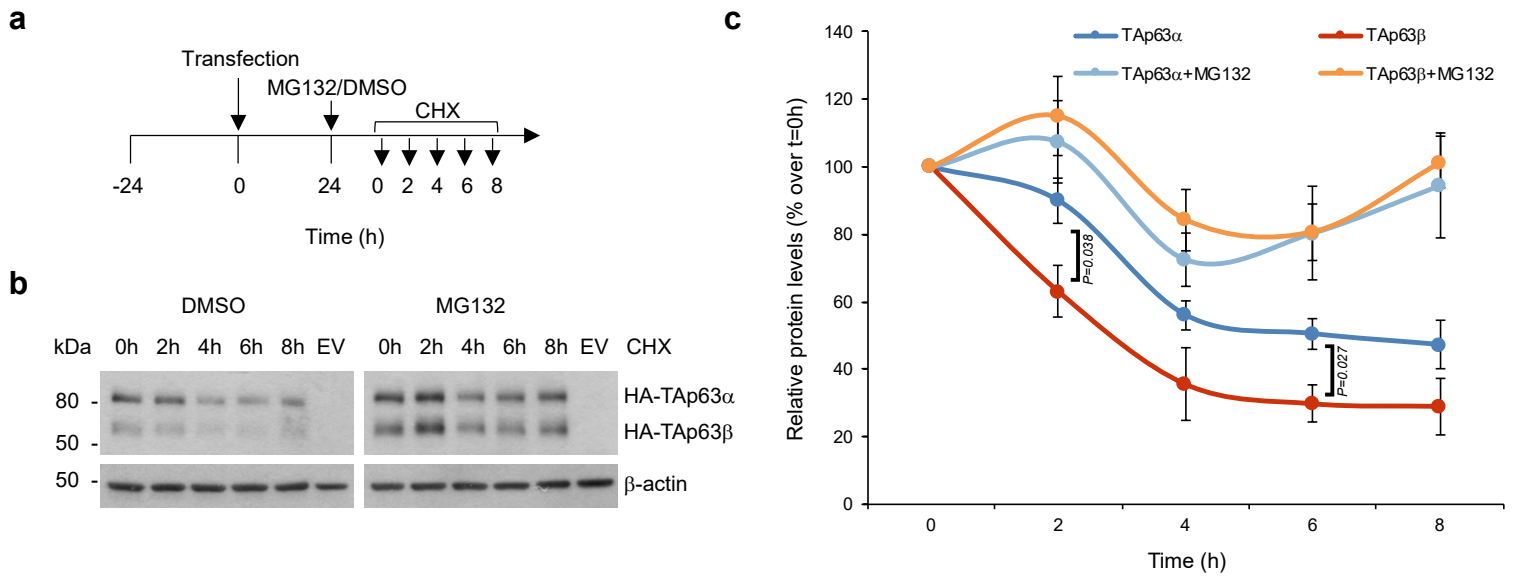 a
Transfection
MG132/DMSO
CHX
-24 0 24 0 2 4 6 8
Time (h)
b
DMSO MG132
kDa 0h 2h 4h 6h 8h EV 0h 2h 4h 6h 8h EV CHX
80 - HA-TAp63α
HA-TAp63β
50 -
50 - β-actin
c
TAp63α TAp63β
TAp63α+MG132 TAp63β+MG132
Relative protein levels (% over t=0h)
140
120
100
80
60
40
20
0
P=0.038
P=0.027
0 2 4 6 8
Time (h)